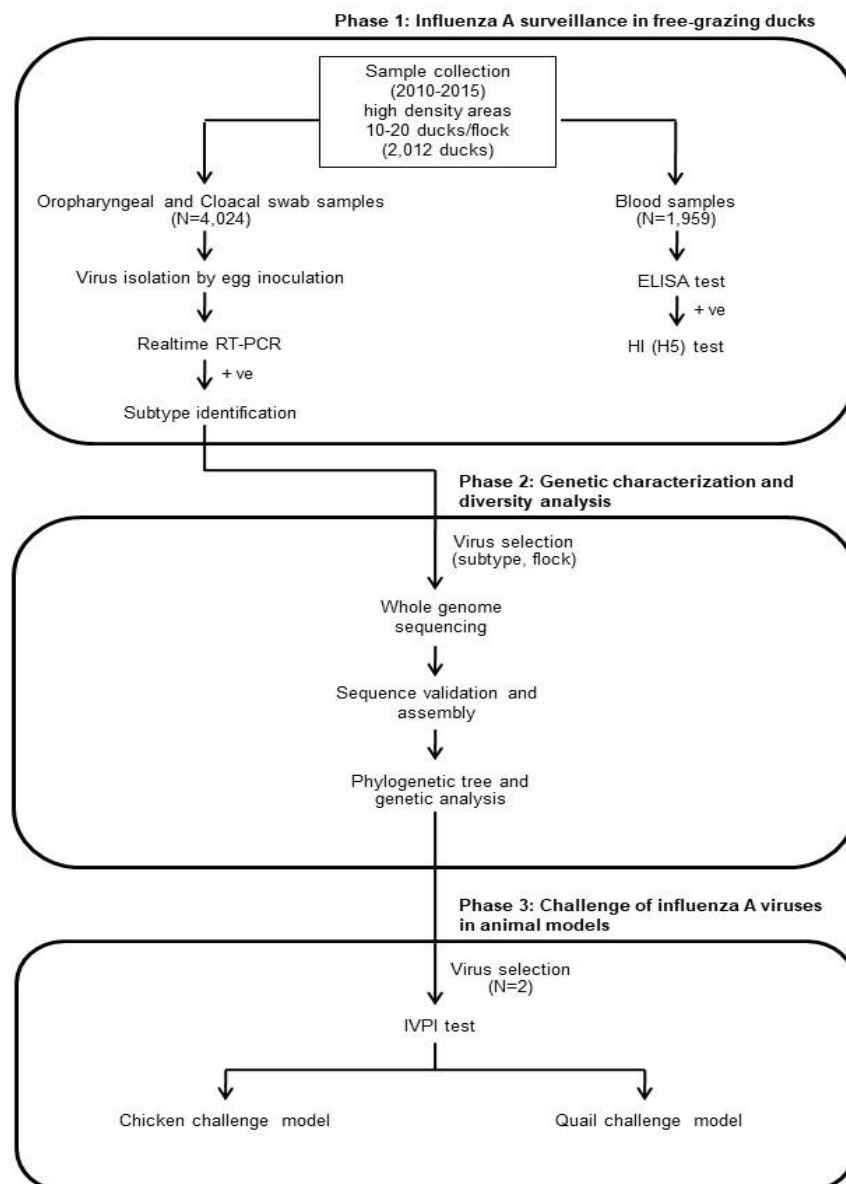 Phase 1: Influenza A surveillance in free-grazing ducks
Sample collection
(2010-2015)
high density areas
10-20 ducks/flock
(2,012 ducks)
Oropharyngeal and Cloacal swab samples
(N=4,024)
Blood samples
(N=1,959)
Virus isolation by egg inoculation
ELISA test
+ ve
Realtime RT-PCR
HI (H5) test
+ ve
Subtype identification
Phase 2: Genetic characterization and
diversity analysis
Virus selection
(subtype, flock)
Whole genome
sequencing
Sequence validation and
assembly
Phylogenetic tree and
genetic analysis
Phase 3: Challenge of influenza A viruses
in animal models
Virus selection
(N=2)
IVPI test
Chicken challenge model
Quail challenge model